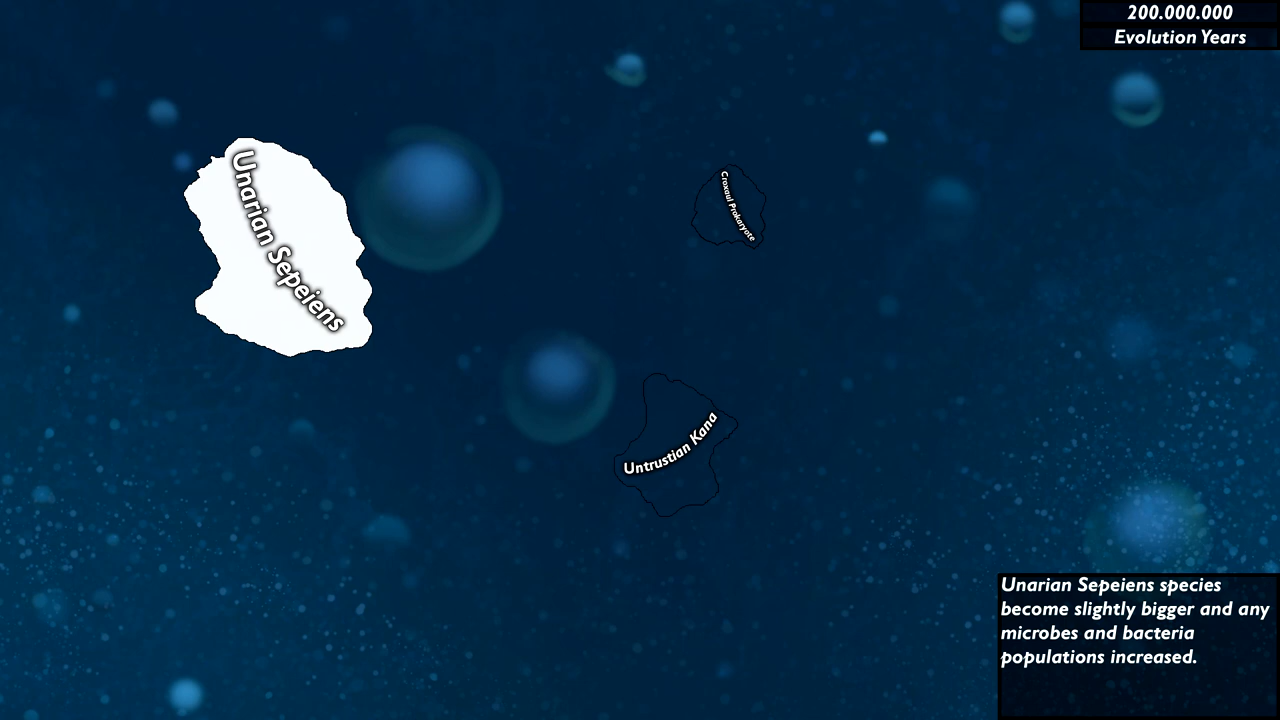 200.000.000
Evolution Years
Unarian Sepeiens
Croxaul Prokaryote
Untrustian Kana
Unarian Sepeiens species
become slightly bigger and any
microbes and bacteria
populations increased.